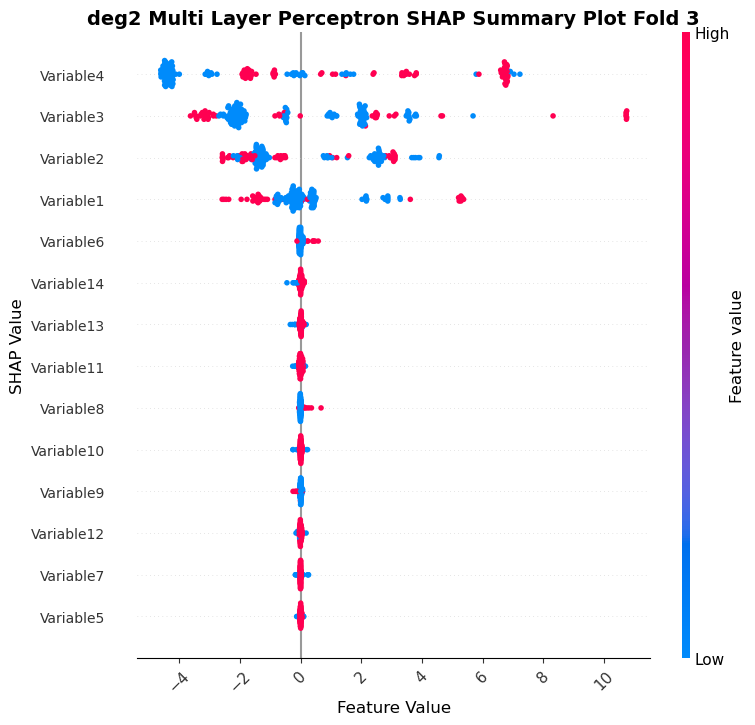 deg2 Multi Layer Perceptron SHAP Summary Plot Fold 3
High
Variable4
Variable3
Variable2
Variable1
Variable6
Variable14
Variable13
Variable11
Variable8
Variable10
Variable9
Variable12
Variable7
Variable5
SHAP Value
Feature value
Low
−4
−2
0
2
4
6
8
10
Feature Value